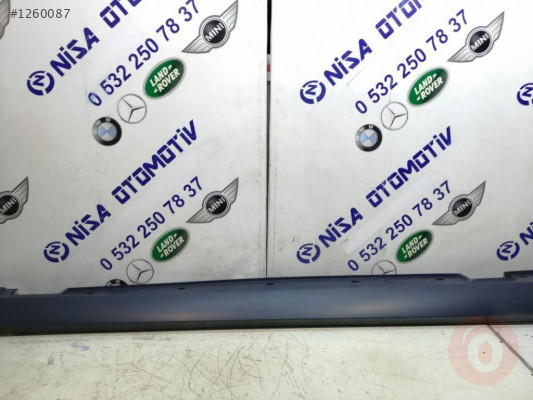 #1260087
NİSA OTOMOTİV
0 532 250 78 37
MINI
LAND
ROVER
NİSA OTOMOTİV
0 532 250 78 37
MINI
LAND
ROVER
BMW
NİSA OTOMOTİV
0 532 250 78 37
MINI
LAND
ROVER
NİSA OTOMOTİV
0 532 250 78 37
MINI
LAND
ROVER
MINI